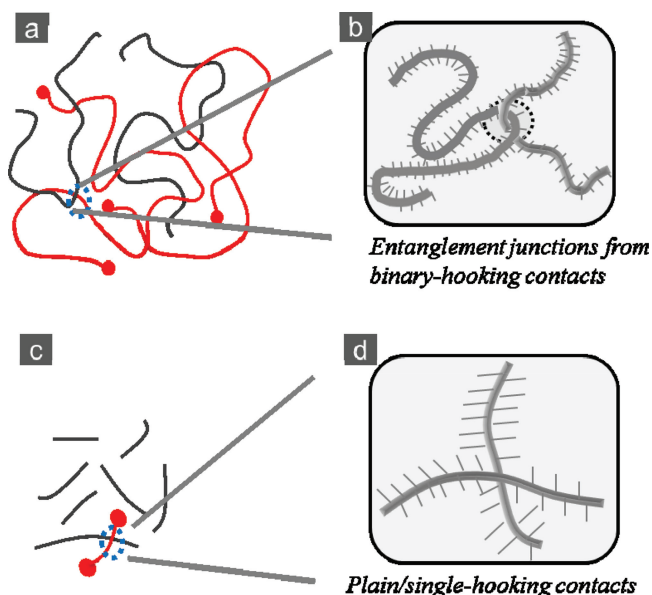 a
b
Entanglement junctions from
binary-hooking contacts
c
d
Plain/single-hooking contacts